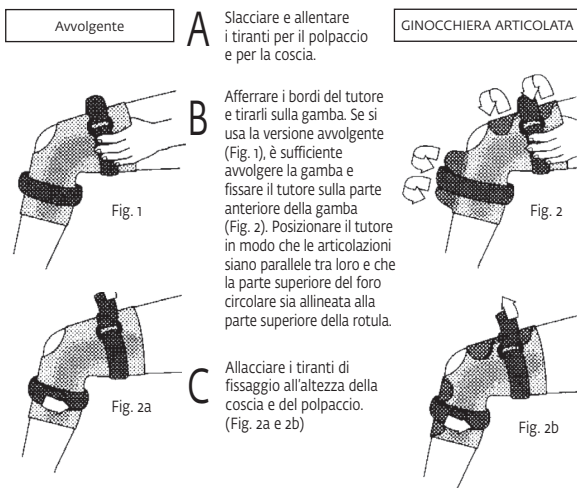 Avvolgente
A
Slacciare e allentare
i tiranti per il polpaccio
e per la coscia.
GINOCCHIERA ARTICOLATA
B
Afferrare i bordi del tutore
e tirarli sulla gamba. Se si
usa la versione avvolgente
(Fig. 1), è sufficiente
avvolgere la gamba e
fissare il tutore sulla parte
anteriore della gamba
(Fig. 2). Posizionare il tutore
in modo che le articolazioni
siano parallele tra loro e che
la parte superiore del foro
circolare sia allineata alla
parte superiore della rotula.
Fig. 1
Fig. 2
C
Allacciare i tiranti di
fissaggio all'altezza della
coscia e del polpaccio.
(Fig. 2a e 2b)
Fig. 2a
Fig. 2b